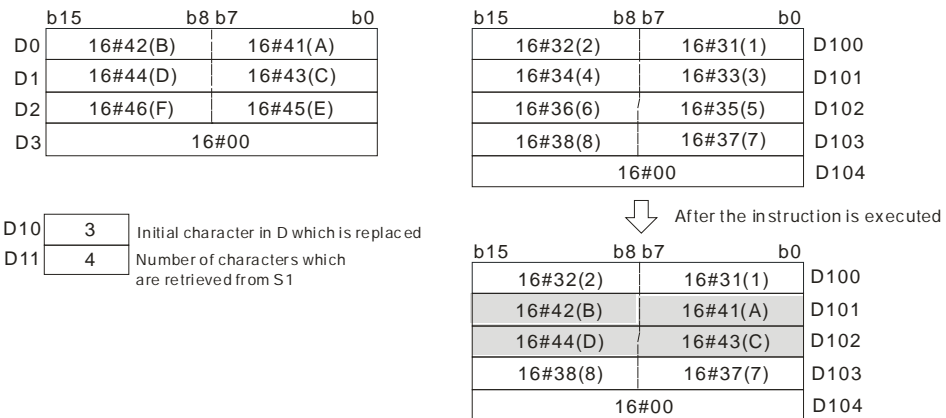 b15 b8 b7 b0
D0 16#42(B) 16#41(A)
D1 16#44(D) 16#43(C)
D2 16#46(F) 16#45(E)
D3 16#00
D10 3 Initial character in D which is replaced
D11 4 Number of characters which
are retrieved from S1
b15 b8 b7 b0
16#32(2) 16#31(1) D100
16#34(4) 16#33(3) D101
16#36(6) 16#35(5) D102
16#38(8) 16#37(7) D103
16#00 D104
After the instruction is executed
b15 b8 b7 b0
16#32(2) 16#31(1) D100
16#42(B) 16#41(A) D101
16#44(D) 16#43(C) D102
16#38(8) 16#37(7) D103
16#00 D104